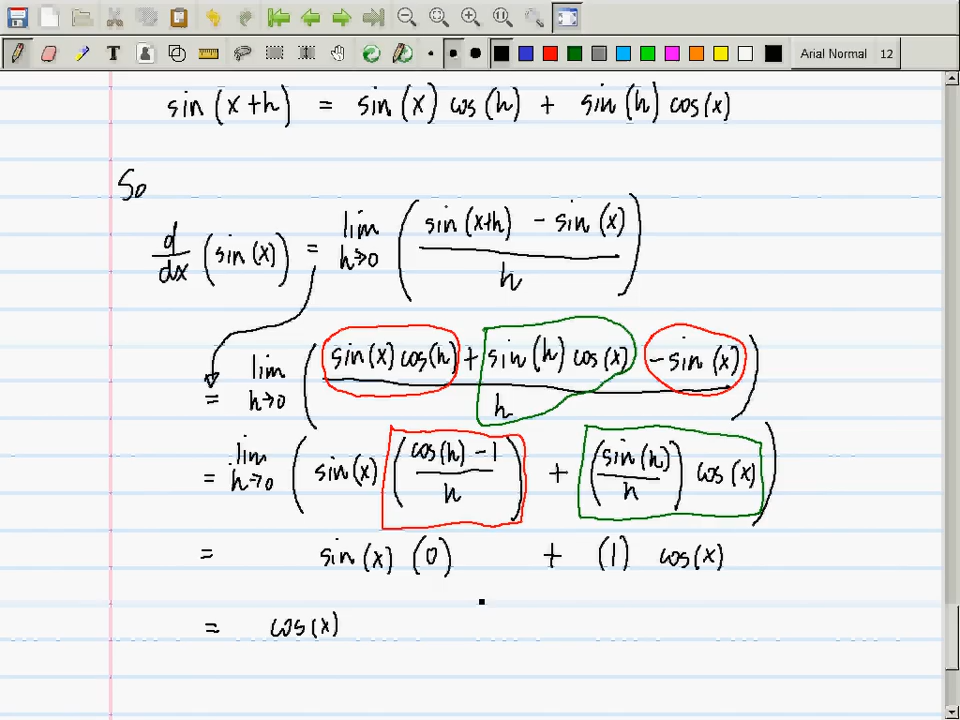 Arial Normal 12
sin(x+h) = sin(x) cos(h) + sin(h) cos(x)
So
d/dx (sin(x)) = lim h→0 ((sin(x+h) - sin(x))/h)
= lim h→0 ((sin(x) cos(h) + sin(h) cos(x) - sin(x))/h)
= lim h→0 (sin(x) ((cos(h) - 1)/h) + (sin(h)/h) cos(x))
= sin(x) (0) + (1) cos(x)
= cos(x)